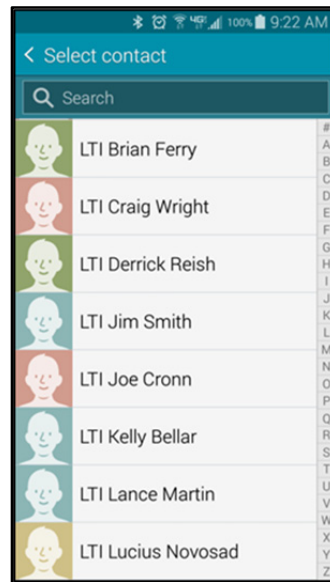 4G 100% 9:22 AM
Select contact
Search
LTI Brian Ferry
LTI Craig Wright
LTI Derrick Reish
LTI Jim Smith
LTI Joe Cronn
LTI Kelly Bellar
LTI Lance Martin
LTI Lucius Novosad
#
A
B
C
D
E
F
G
H
I
J
K
L
M
N
O
P
Q
R
S
T
U
V
W
X
Y
Z